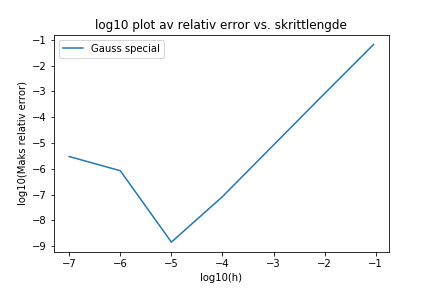 log10 plot av relativ error vs. skrittlengde
Gauss special
log10(Maks relativ error)
−1
−2
−3
−4
−5
−6
−7
−8
−9
−7 −6 −5 −4 −3 −2 −1
log10(h)